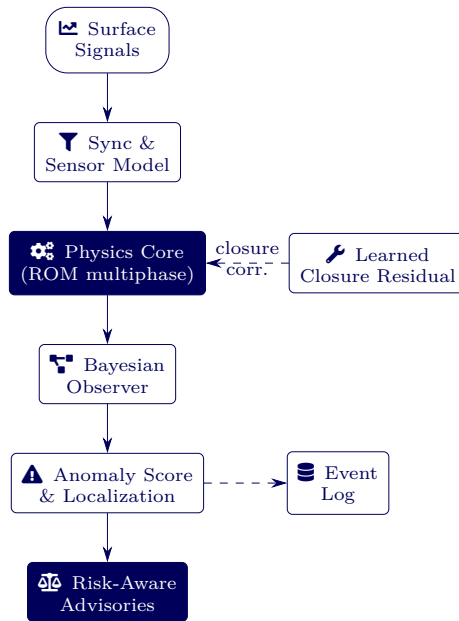 Surface
Signals
Sync &
Sensor Model
Physics Core
(ROM multiphase)
closure
corr.
Learned
Closure Residual
Bayesian
Observer
Anomaly Score
& Localization
Event
Log
Risk-Aware
Advisories